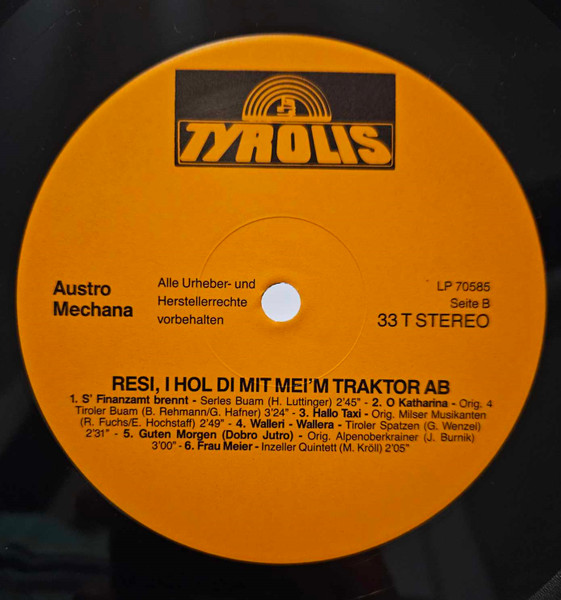 TYROLIS
Austro
Mechana
Alle Urheber- und
Herstellerrechte
vorbehalten
LP 70585
Seite B
33 T STEREO
RESI, I HOL DI MIT MEI'M TRAKTOR AB
1. S' Finanzamt brennt - Serles Buam (H. Luttinger) 2'45" - 2. O Katharina - Orig. 4
Tiroler Buam (B. Rehmann/G. Hafner) 3'24" - 3. Hallo Taxi - Orig. Milser Musikanten
(R. Fuchs/E. Hochstaff) 2'49" - 4. Walleri - Wallera - Tiroler Spatzen (G. Wenzel)
2'31" - 5. Guten Morgen (Dobro Jutro) - Orig. Alpenoberkrainer (J. Burnik)
3'00" - 6. Frau Meier - Inzeller Quintett (M. Kröll) 2'05"